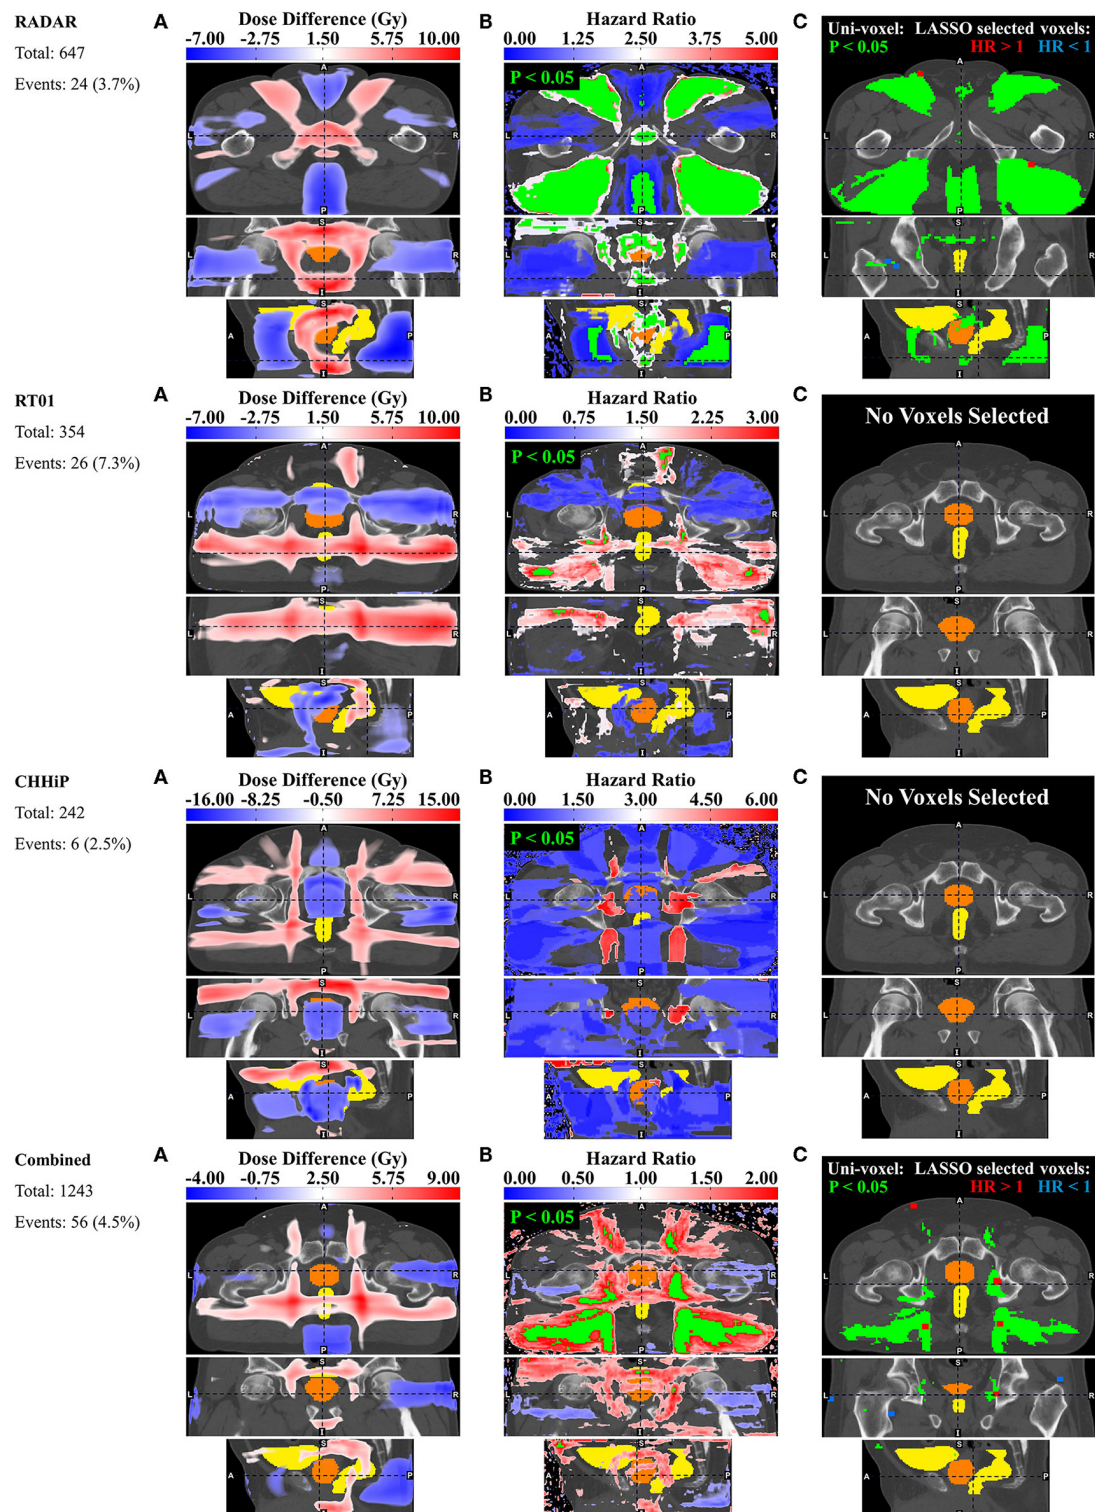 RADAR
Total: 647
Events: 24 (3.7%)
A
Dose Difference (Gy)
-7.00 -2.75 1.50 5.75 10.00
A
L R
P
S
L R
I
S
A P
I
B
Hazard Ratio
0.00 1.25 2.50 3.75 5.00
P < 0.05
A
L R
P
S
L R
I
S
A P
I
C
Uni-voxel: LASSO selected voxels:
P < 0.05 HR > 1 HR < 1
A
L R
P
S
L R
I
S
A P
I
RT01
Total: 354
Events: 26 (7.3%)
A
Dose Difference (Gy)
-7.00 -2.75 1.50 5.75 10.00
A
L R
P
S
L R
I
S
A P
I
B
Hazard Ratio
0.00 0.75 1.50 2.25 3.00
P < 0.05
A
L R
P
S
L R
I
S
A P
I
C
No Voxels Selected
A
L R
P
S
L R
I
S
A P
I
CHHiP
Total: 242
Events: 6 (2.5%)
A
Dose Difference (Gy)
-16.00 -8.25 -0.50 7.25 15.00
A
L R
P
S
L R
I
S
A P
I
B
Hazard Ratio
0.00 1.50 3.00 4.50 6.00
P < 0.05
A
L R
P
S
L R
I
S
A P
I
C
No Voxels Selected
A
L R
P
S
L R
I
S
A P
I
Combined
Total: 1243
Events: 56 (4.5%)
A
Dose Difference (Gy)
-4.00 -0.75 2.50 5.75 9.00
A
L R
P
S
L R
I
S
A P
I
B
Hazard Ratio
0.00 0.50 1.00 1.50 2.00
P < 0.05
A
L R
P
S
L R
I
S
A P
I
C
Uni-voxel: LASSO selected voxels:
P < 0.05 HR > 1 HR < 1
A
L R
P
S
L R
I
S
A P
I